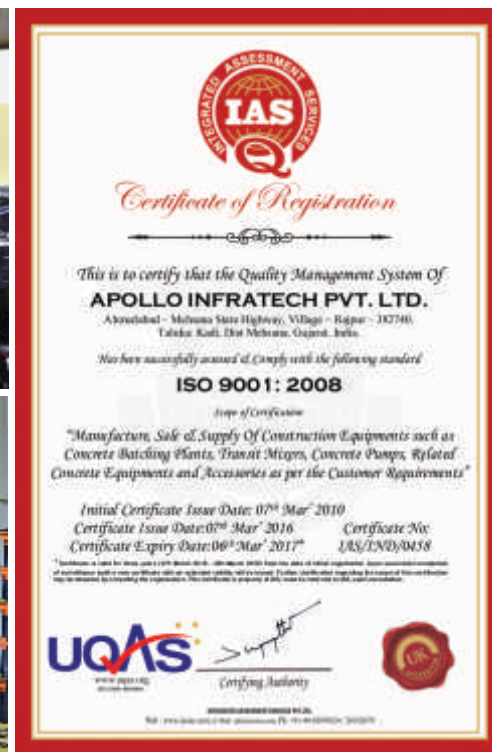 INTEGRATED ASSESSMENT SERVICES
IAS
Q
Certificate of Registration
This is to certify that the Quality Management System Of
APOLLO INFRATECH PVT. LTD.
Ahmedabad - Mehsana State Highway, Village - Rajpur - 382740.
Taluka: Kadi, Dist Mehsana, Gujarat, India.
Has been successfully assessed & Comply with the following standard
ISO 9001: 2008
Scope of Certification
"Manufacture, Sale & Supply Of Construction Equipments such as
Concrete Batching Plants, Transit Mixers, Concrete Pumps, Related
Concrete Equipments and Accessories as per the Customer Requirements"
Initial Certificate Issue Date: 07th Mar' 2010
Certificate Issue Date:07th Mar' 2016
Certificate No:
Certificate Expiry Date:06th Mar' 2017*
IAS/IND/0458
UQAS
Certifying Authority
UK